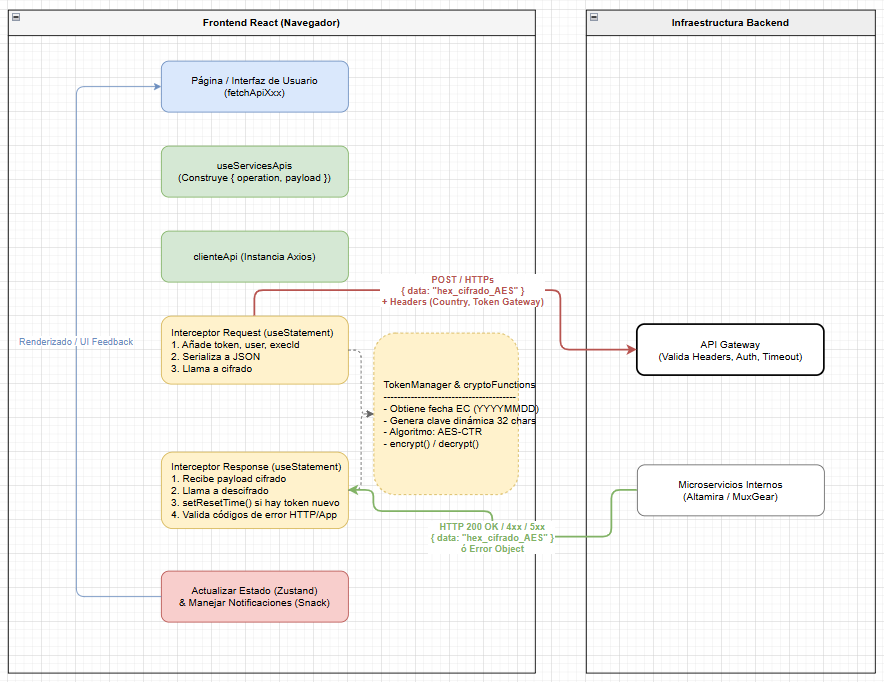 Frontend React (Navegador)
Infraestructura Backend
Página / Interfaz de Usuario
(fetchApiXxx)
useServicesApis
(Construye { operation, payload })
clienteApi (Instancia Axios)
POST / HTTPs
{ data: "hex_cifrado_AES" }
+ Headers (Country, Token Gateway)
Interceptor Request (useStatement)
1. Añade token, user, execId
2. Serializa a JSON
3. Llama a cifrado
Renderizado / UI Feedback
API Gateway
(Valida Headers, Auth, Timeout)
TokenManager & cryptoFunctions
---------------------------------------
- Obtiene fecha EC (YYYYMMDD)
- Genera clave dinámica 32 chars
- Algoritmo: AES-CTR
- encrypt() / decrypt()
Interceptor Response (useStatement)
1. Recibe payload cifrado
2. Llama a descifrado
3. setResetTime() si hay token nuevo
4. Valida códigos de error HTTP/App
Microservicios Internos
(Altamira / MuxGear)
HTTP 200 OK / 4xx / 5xx
{ data: "hex_cifrado_AES" }
ó Error Object
Actualizar Estado (Zustand)
& Manejar Notificaciones (Snack)